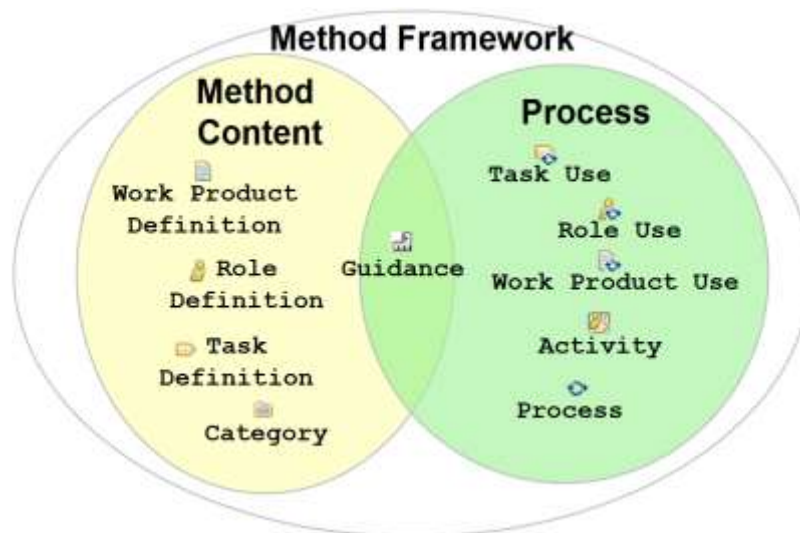 Method Framework
Method
Content
Work Product
Definition
Role
Definition
Task
Definition
Category
Guidance
Process
Task Use
Role Use
Work Product Use
Activity
Process